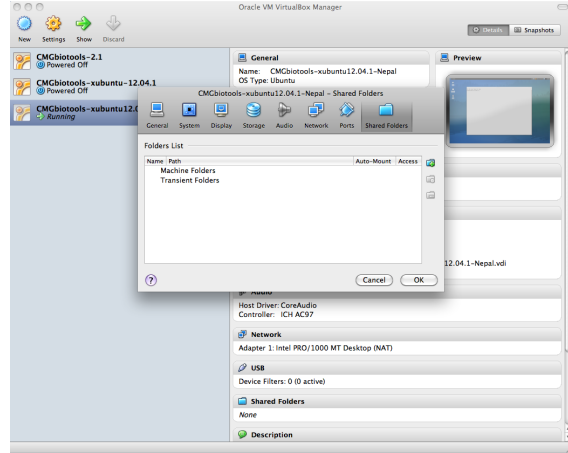 Oracle VM VirtualBox Manager
New Settings Show Discard
Details Snapshots
CMGbiotools-2.1
Powered Off
CMGbiotools-xubuntu-12.04.1
Powered Off
CMGbiotools-xubuntu12.0
Running
General
Name: CMGbiotools-xubuntu12.04.1-Nepal
OS Type: Ubuntu
Preview
CMGbiotools-xubuntu12.04.1-Nepal - Shared Folders
General System Display Storage Audio Network Ports Shared Folders
Folders List
Name Path Auto-Mount Access
Machine Folders
Transient Folders
?
Cancel OK
12.04.1-Nepal.vdi
Audio
Host Driver: CoreAudio
Controller: ICH AC97
Network
Adapter 1: Intel PRO/1000 MT Desktop (NAT)
USB
Device Filters: 0 (0 active)
Shared Folders
None
Description